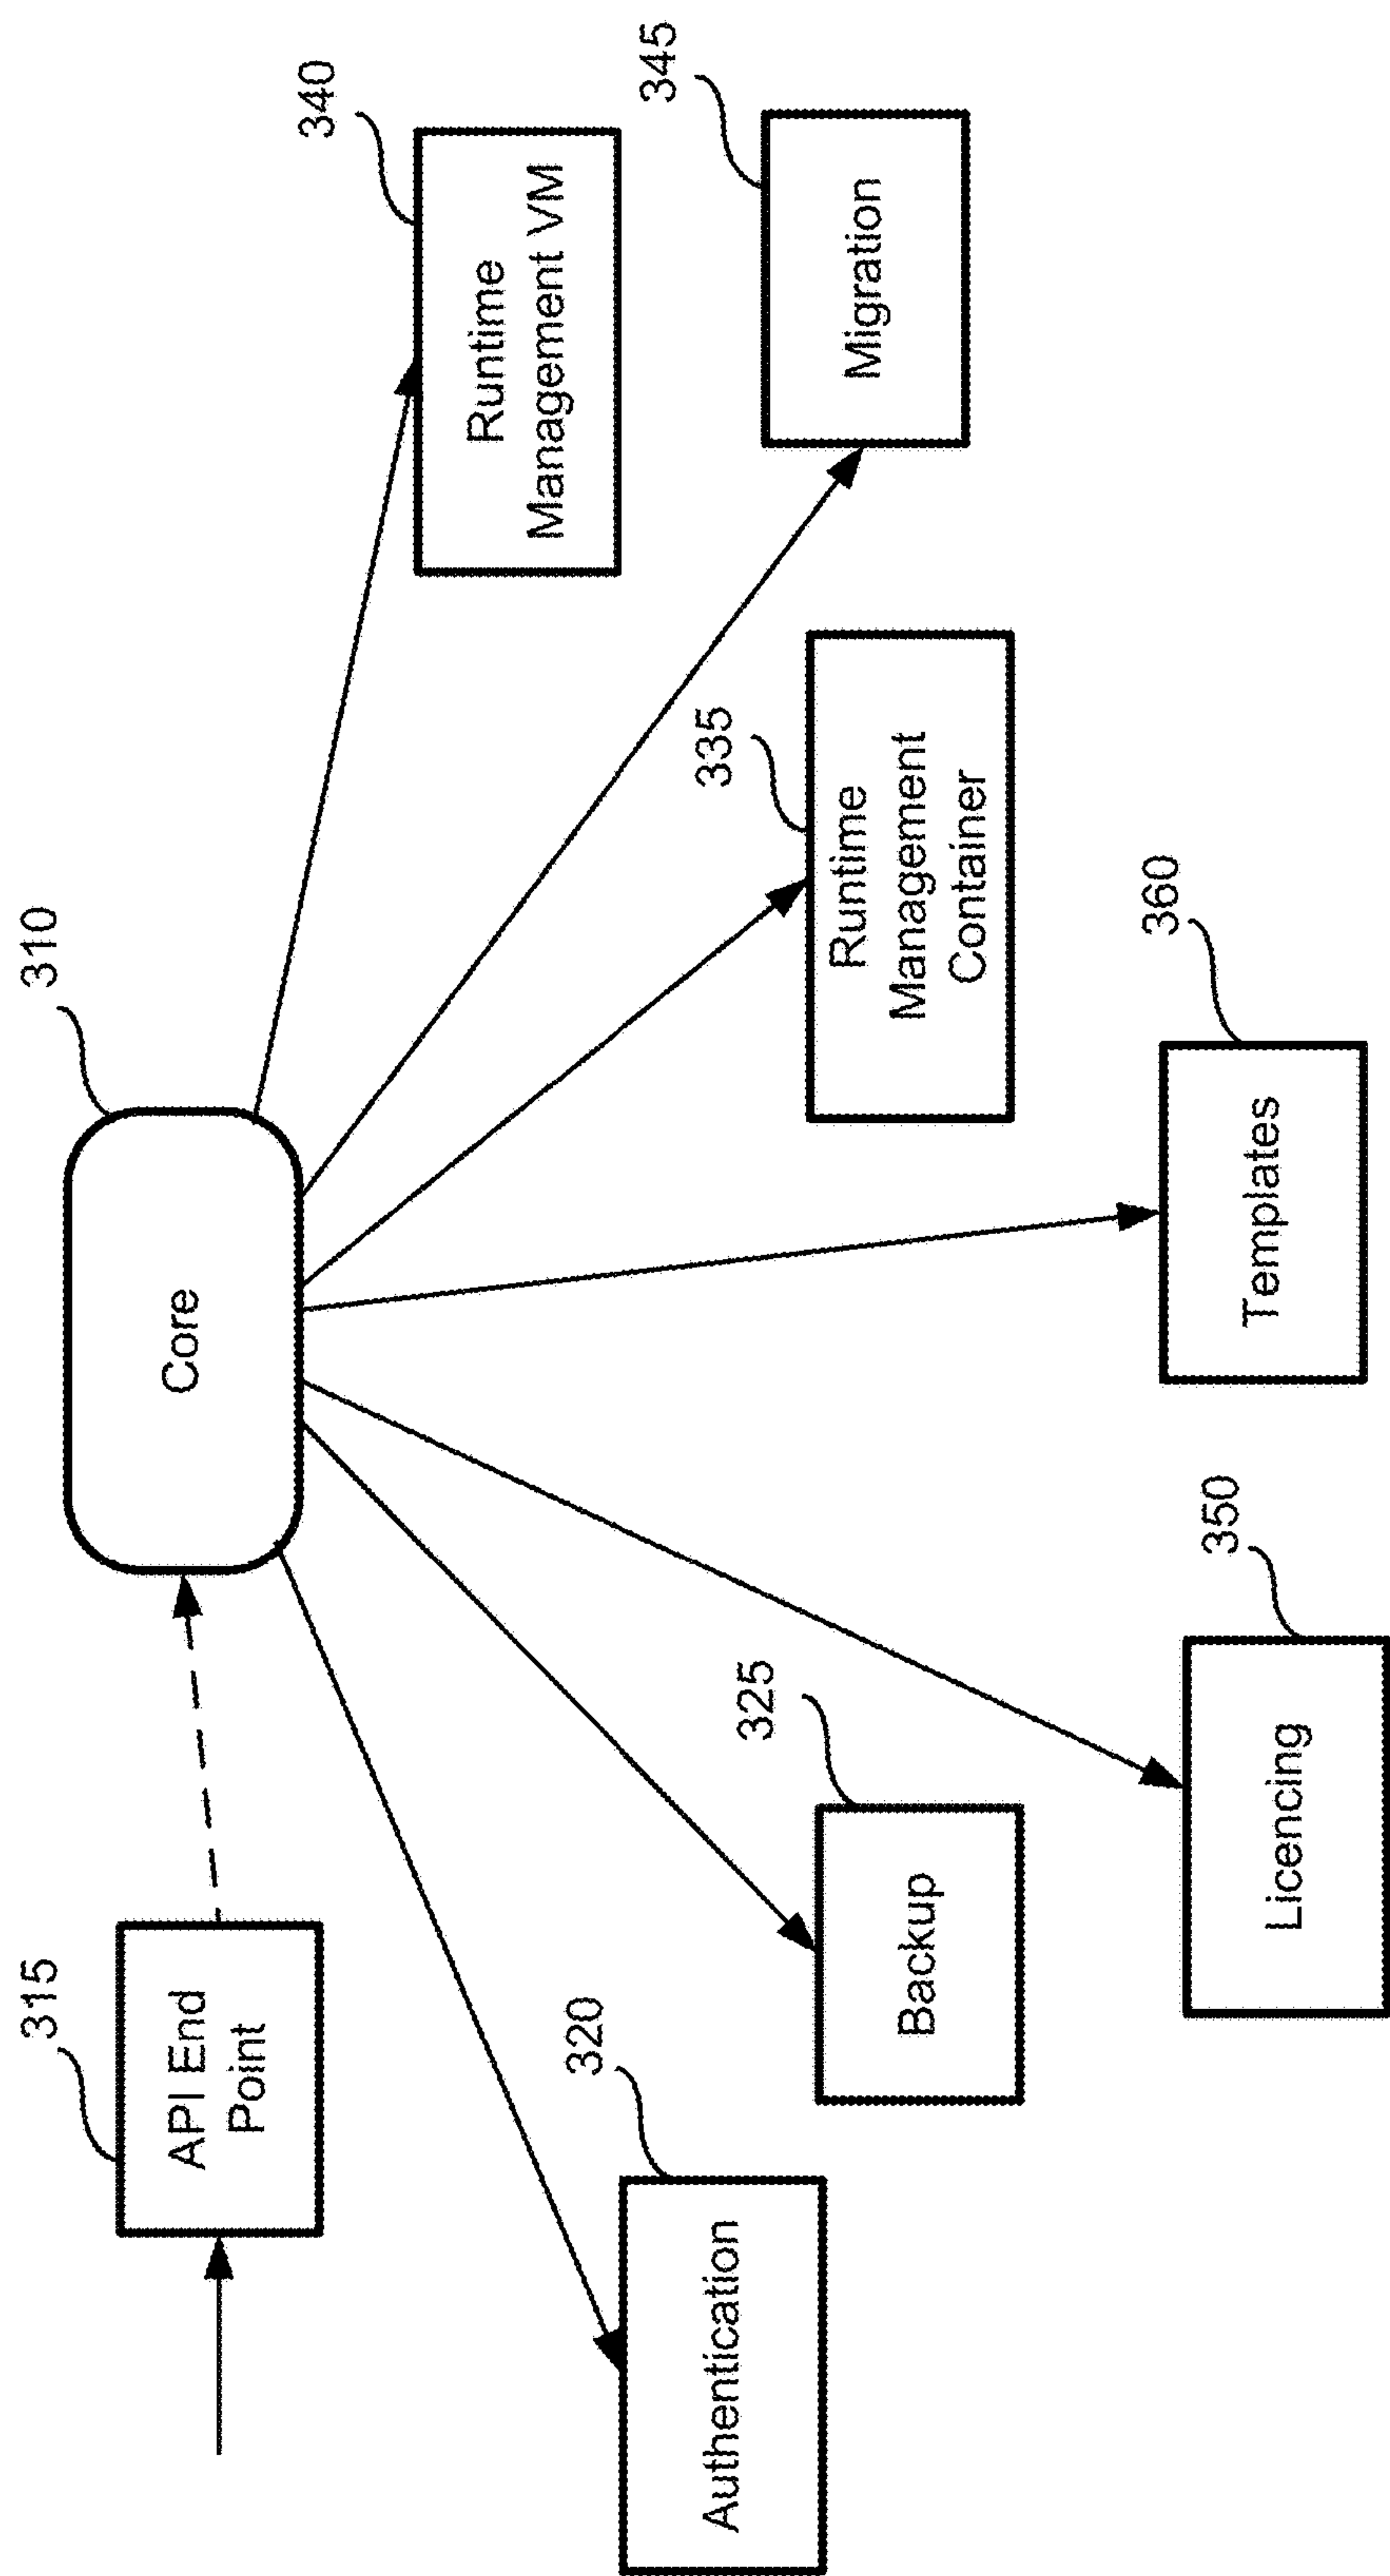 310
Core
315
API End
Point
340
Runtime
Management VM
320
Authentication
325
Backup
335
Runtime
Management
Container
345
Migration
350
Licencing
360
Templates